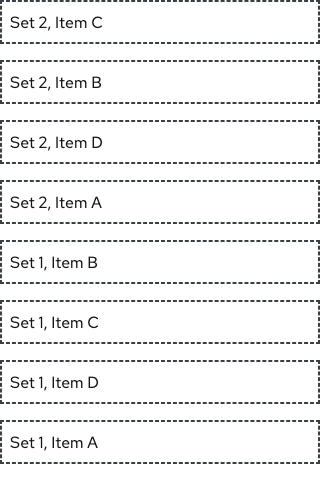 Set 2, Item C
Set 2, Item B
Set 2, Item D
Set 2, Item A
Set 1, Item B
Set 1, Item C
Set 1, Item D
Set 1, Item A